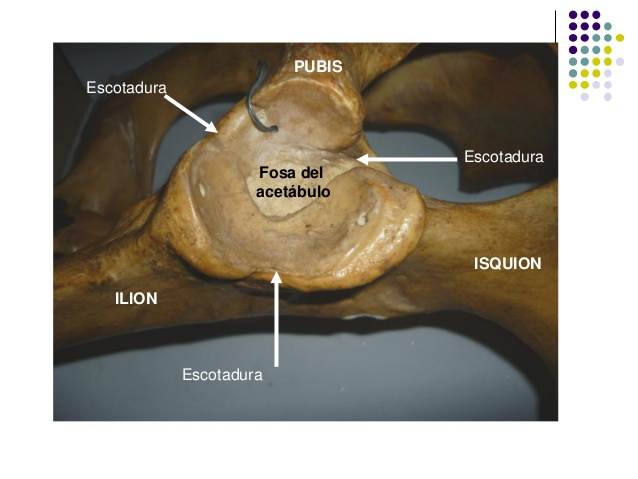 PUBIS
Escotadura
Escotadura
Fosa del
acetábulo
ISQUION
ILION
Escotadura